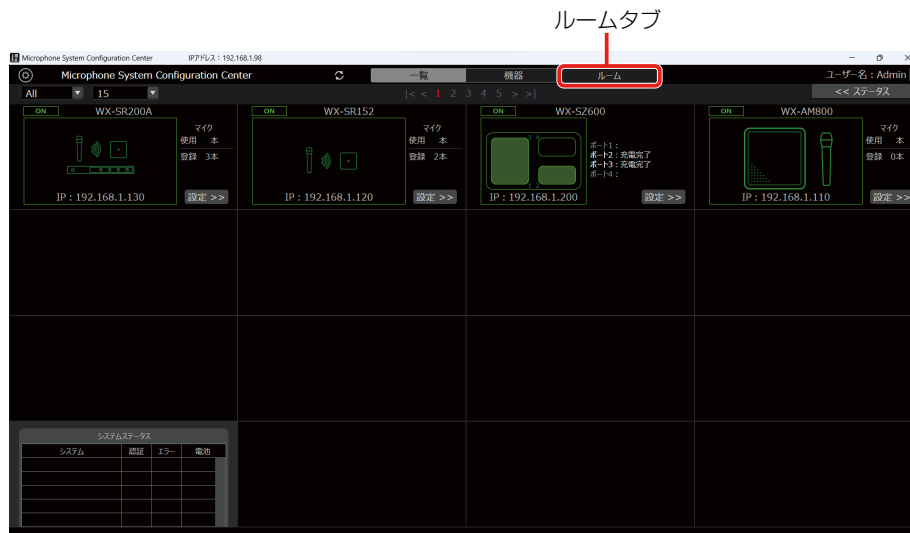 ルームタブ
Microphone System Configuration Center IPアドレス : 192.168.1.98
Microphone System Configuration Center 一覧 機器 ルーム ユーザー名 : Admin
All 15 |< < 1 2 3 4 5 > >| << ステータス
ON WX-SR200A
マイク
使用 本
登録 3本
IP : 192.168.1.130 設定 >>
ON WX-SR152
マイク
使用 本
登録 2本
IP : 192.168.1.120 設定 >>
ON WX-SZ600
3 4
ポート1 :
ポート2 : 充電完了
ポート3 : 充電完了
ポート4 :
1 2
IP : 192.168.1.200 設定 >>
ON WX-AM800
マイク
使用 本
登録 0本
IP : 192.168.1.110 設定 >>
システムステータス
システム 認証 エラー 電池